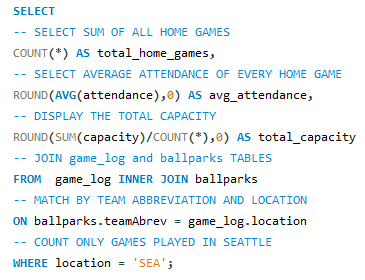 SELECT
-- SELECT SUM OF ALL HOME GAMES
COUNT(*) AS total_home_games,
-- SELECT AVERAGE ATTENDANCE OF EVERY HOME GAME
ROUND(AVG(attendance),0) AS avg_attendance,
-- DISPLAY THE TOTAL CAPACITY
ROUND(SUM(capacity)/COUNT(*),0) AS total_capacity
-- JOIN game_log and ballparks TABLES
FROM  game_log INNER JOIN ballparks
-- MATCH BY TEAM ABBREVIATION AND LOCATION
ON ballparks.teamAbrev = game_log.location
-- COUNT ONLY GAMES PLAYED IN SEATTLE
WHERE location = 'SEA';